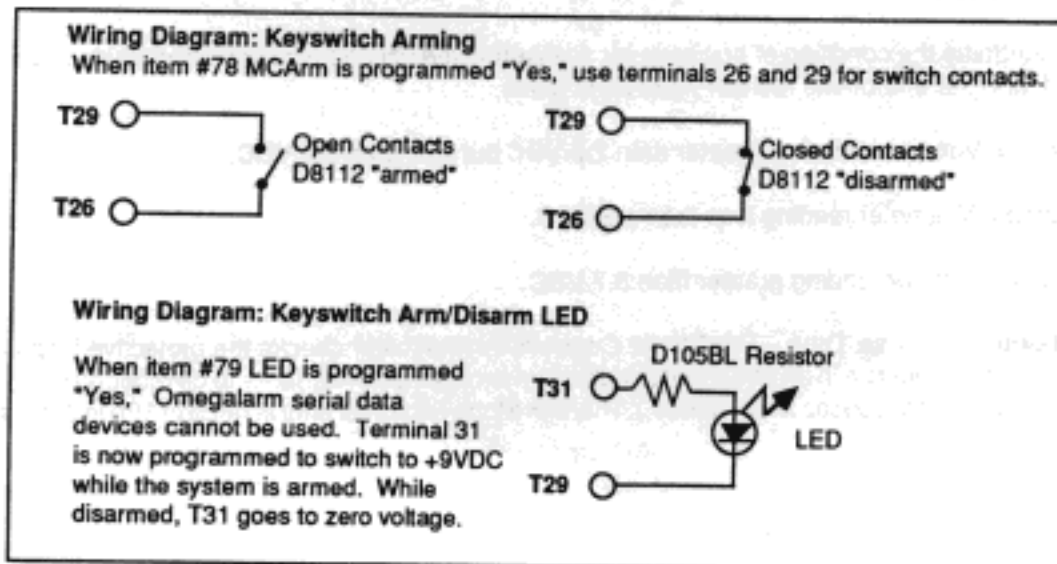 Wiring Diagram: Keyswitch Arming
When item #78 MCArm is programmed "Yes," use terminals 26 and 29 for switch contacts.
T29
Open Contacts
D8112 "armed"
T26
T29
Closed Contacts
D8112 "disarmed"
T26
Wiring Diagram: Keyswitch Arm/Disarm LED
When item #79 LED is programmed
"Yes," Omegalarm serial data
devices cannot be used. Terminal 31
is now programmed to switch to +9VDC
while the system is armed. While
disarmed, T31 goes to zero voltage.
D105BL Resistor
T31
LED
T29